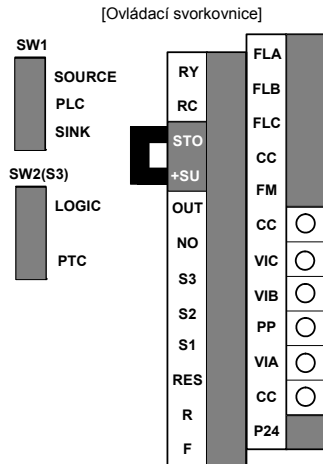 [Ovládací svorkovnice]
SW1
SOURCE
PLC
SINK
SW2(S3)
LOGIC
PTC
RY
RC
STO
+SU
OUT
NO
S3
S2
S1
RES
R
F
FLA
FLB
FLC
CC
FM
CC
VIC
VIB
PP
VIA
CC
P24